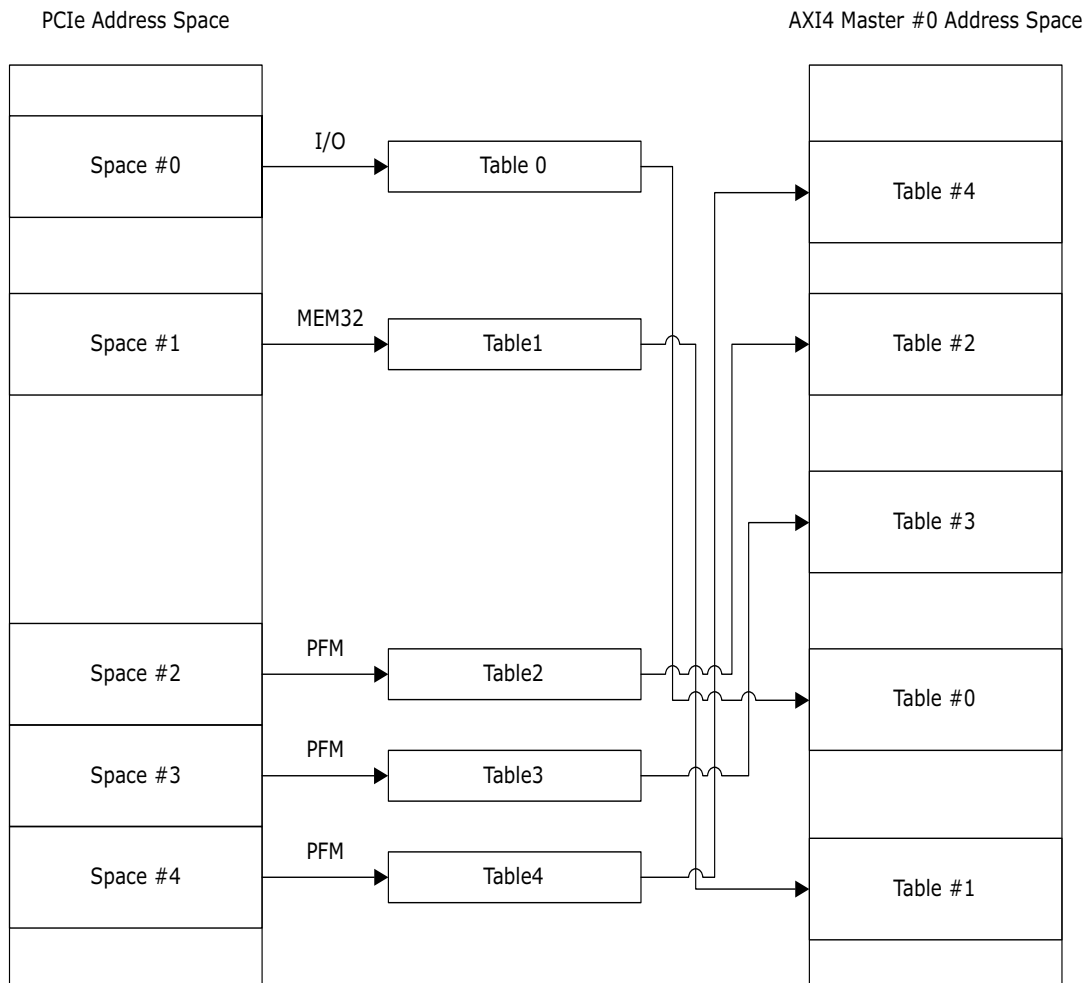 PCIe Address Space
AXI4 Master #0 Address Space
I/O
Space #0
Table 0
Table #4
MEM32
Space #1
Table1
Table #2
Table #3
PFM
Space #2
Table2
Table #0
PFM
Space #3
Table3
PFM
Space #4
Table4
Table #1